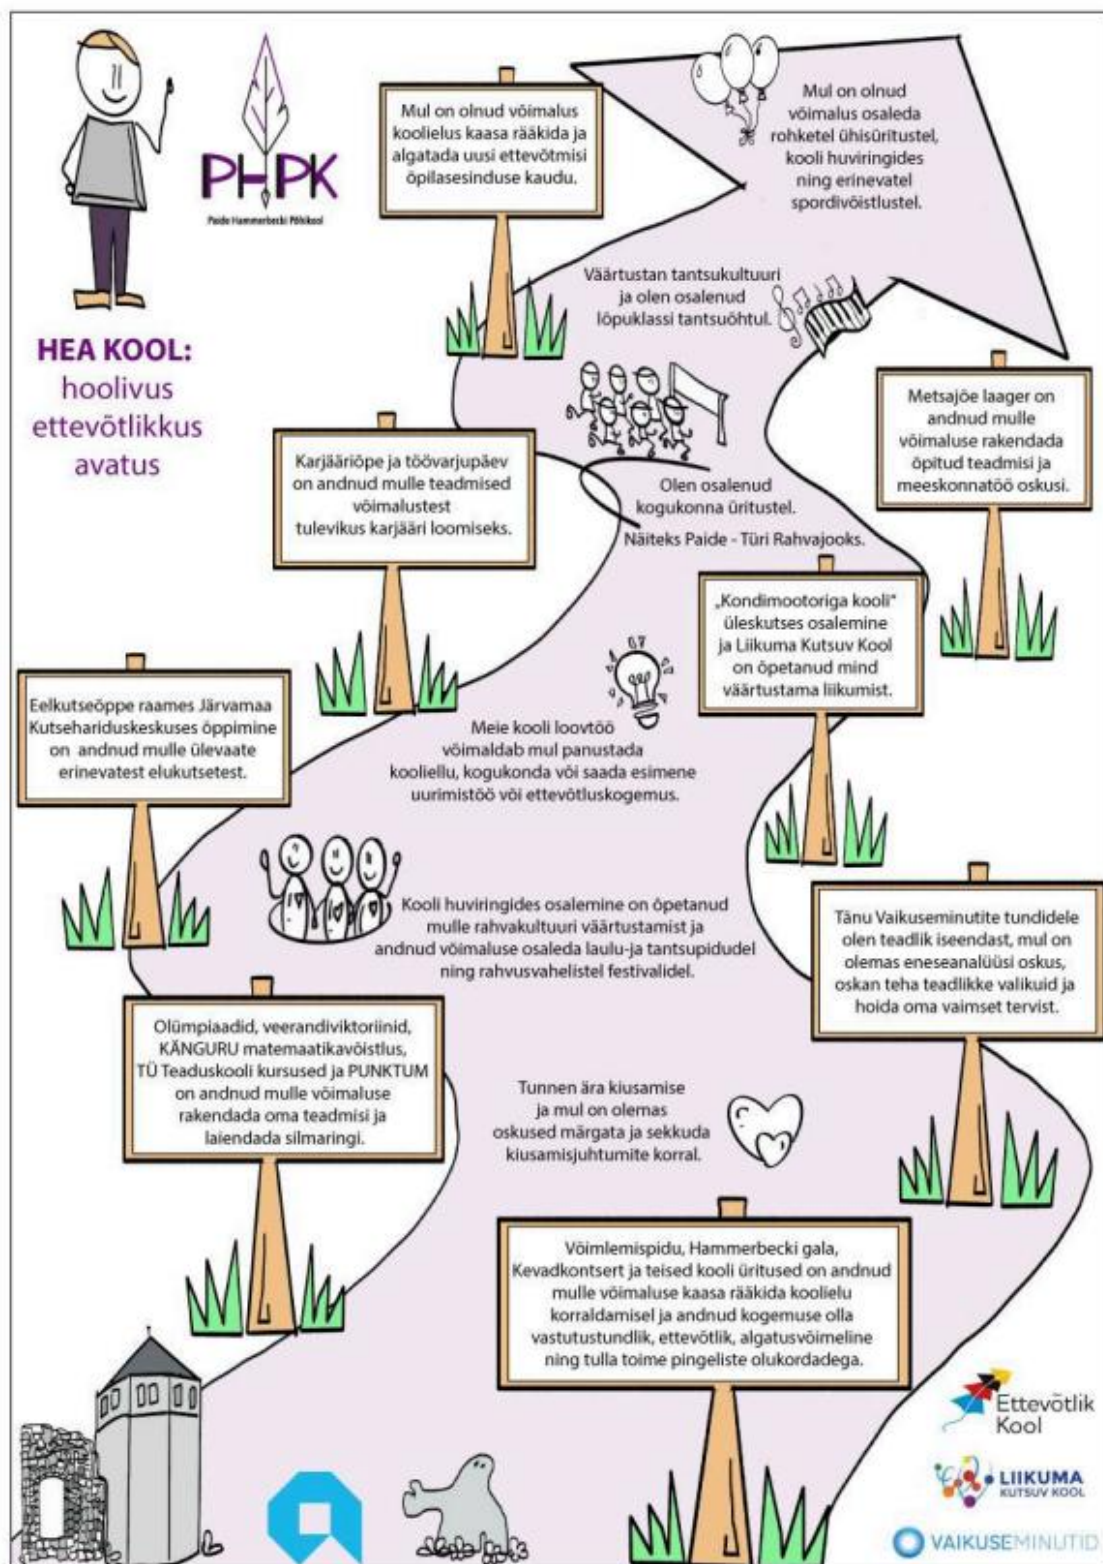 PHPK
Paide Hammerbecki Põhikool
HEA KOOL:
hoolivus
ettevõtlikkus
avatus
Mul on olnud võimalus
koolielus kaasa rääkida ja
algatada uusi ettevõtmisi
õpilasesinduse kaudu.
Mul on olnud
võimalus osaleda
rohketel ühisüritustel,
kooli huviringides
ning erinevatel
spordivõistlustel.
Väärtustan tantsukultuuri
ja olen osalenud
lõpuklassi tantsuõhtul.
Metsajõe laager on
andnud mulle
võimaluse rakendada
õpitud teadmisi ja
meeskonnatöö oskusi.
Karjääriõpe ja töövarjupäev
on andnud mulle teadmised
võimalustest
tulevikus karjääri loomiseks.
Olen osalenud
kogukonna üritustel.
Näiteks Paide - Türi Rahvajooks.
„Kondimootoriga kooli“
üleskutses osalemine
ja Liikuma Kutsuv Kool
on õpetanud mind
väärtustama liikumist.
Eelkutseõppe raames Järvamaa
Kutsehariduskeskuses õppimine
on andnud mulle ülevaate
erinevatest elukutsetest.
Meie kooli loovtöö
võimaldab mul panustada
kooliellu, kogukonda või saada esimene
uurimistöö või ettevõtluskogemus.
Kooli huviringides osalemine on õpetanud
mulle rahvakultuuri väärtustamist ja
andnud võimaluse osaleda laulu-ja tantsupidudel
ning rahvusvahelistel festivalidel.
Tänu Vaikuseminutite tundidele
olen teadlik iseendast, mul on
olemas eneseanalüüsi oskus,
oskan teha teadlikke valikuid ja
hoida oma vaimset tervist.
Olümpiaadid, veerandiviktoriinid,
KÄNGURU matemaatikavõistlus,
TÜ Teaduskooli kursused ja PUNKTUM
on andnud mulle võimaluse
rakendada oma teadmisi ja
laiendada silmaringi.
Tunnen ära kiusamise
ja mul on olemas
oskused märgata ja sekkuda
kiusamisjuhtumite korral.
Võimlemispidu, Hammerbecki gala,
Kevadkontsert ja teised kooli üritused on andnud
mulle võimaluse kaasa rääkida koolielu
korraldamisel ja andnud kogemuse olla
vastutustundlik, ettevõtlik, algatusvõimeline
ning tulla toime pingeliste olukordadega.
Ettevõtlik
Kool
LIIKUMA
KUTSUV KOOL
VAIKUSEMINUTID